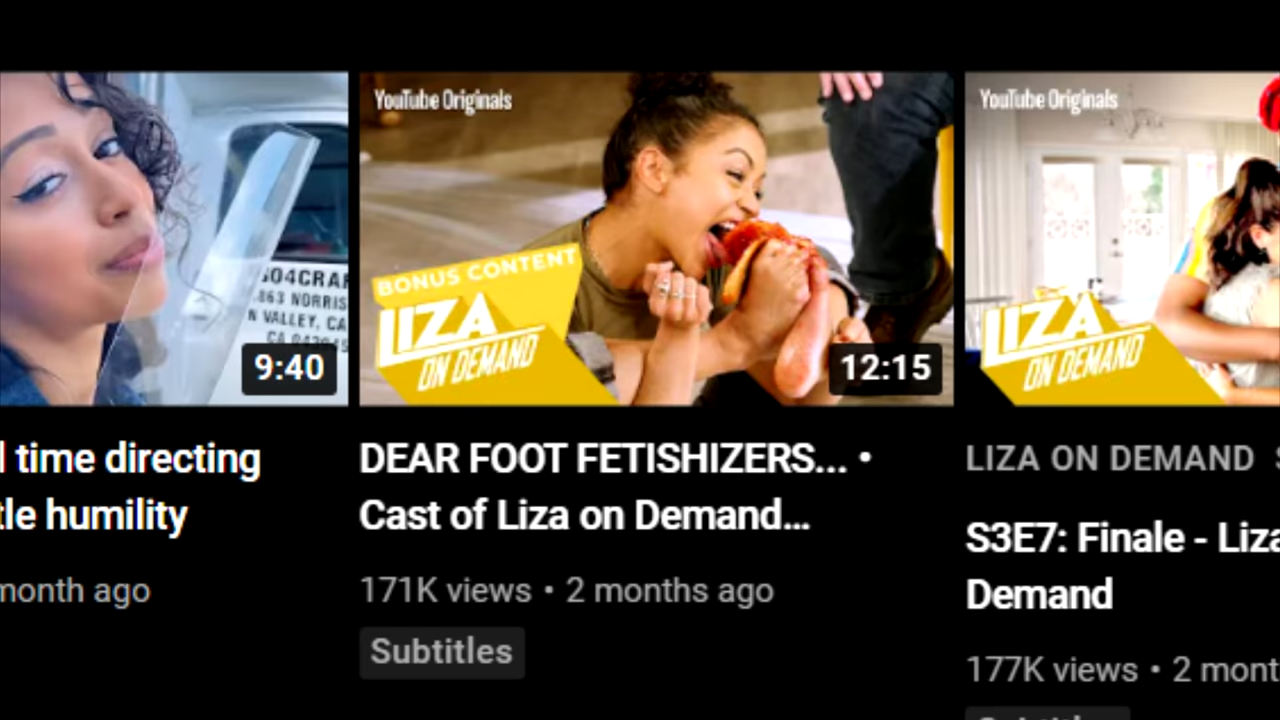 YouTube Originals
YouTube Originals
BONUS CONTENT
LIZA
ON DEMAND
LIZA
ON DEMAND
N VALLEY, CA
9:40
12:15
time directing
humility
month ago
DEAR FOOT FETISHIZERS... •
Cast of Liza on Demand...
171K views • 2 months ago
Subtitles
LIZA ON DEMAND
S3E7: Finale - Liza
Demand
177K views • 2 mont